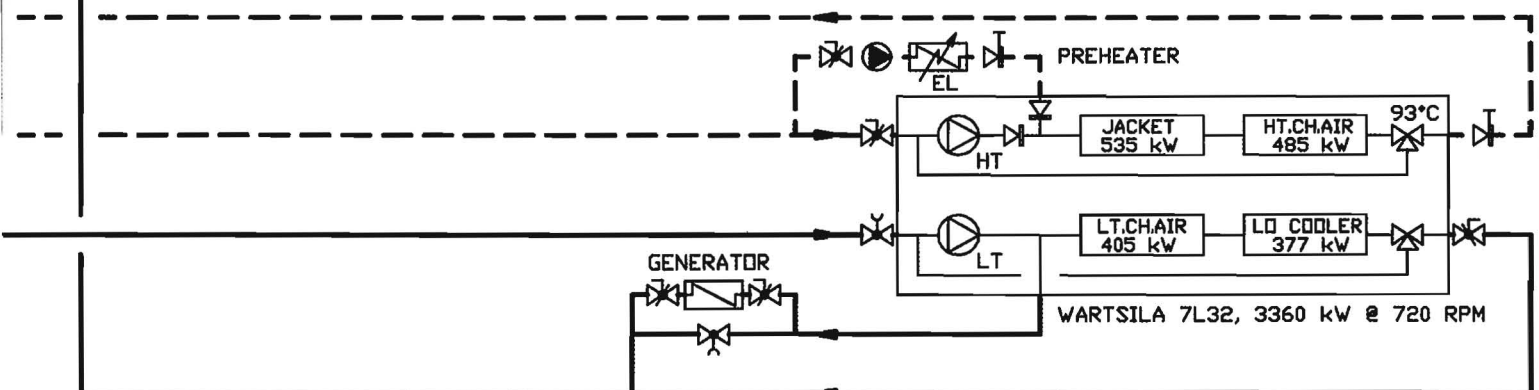 PREHEATER
EL
93°C
JACKET
535 kW
HT.CH.AIR
485 kW
HT
LT.CH.AIR
405 kW
LO COOLER
377 kW
LT
GENERATOR
WARTSILA 7L32, 3360 kW @ 720 RPM